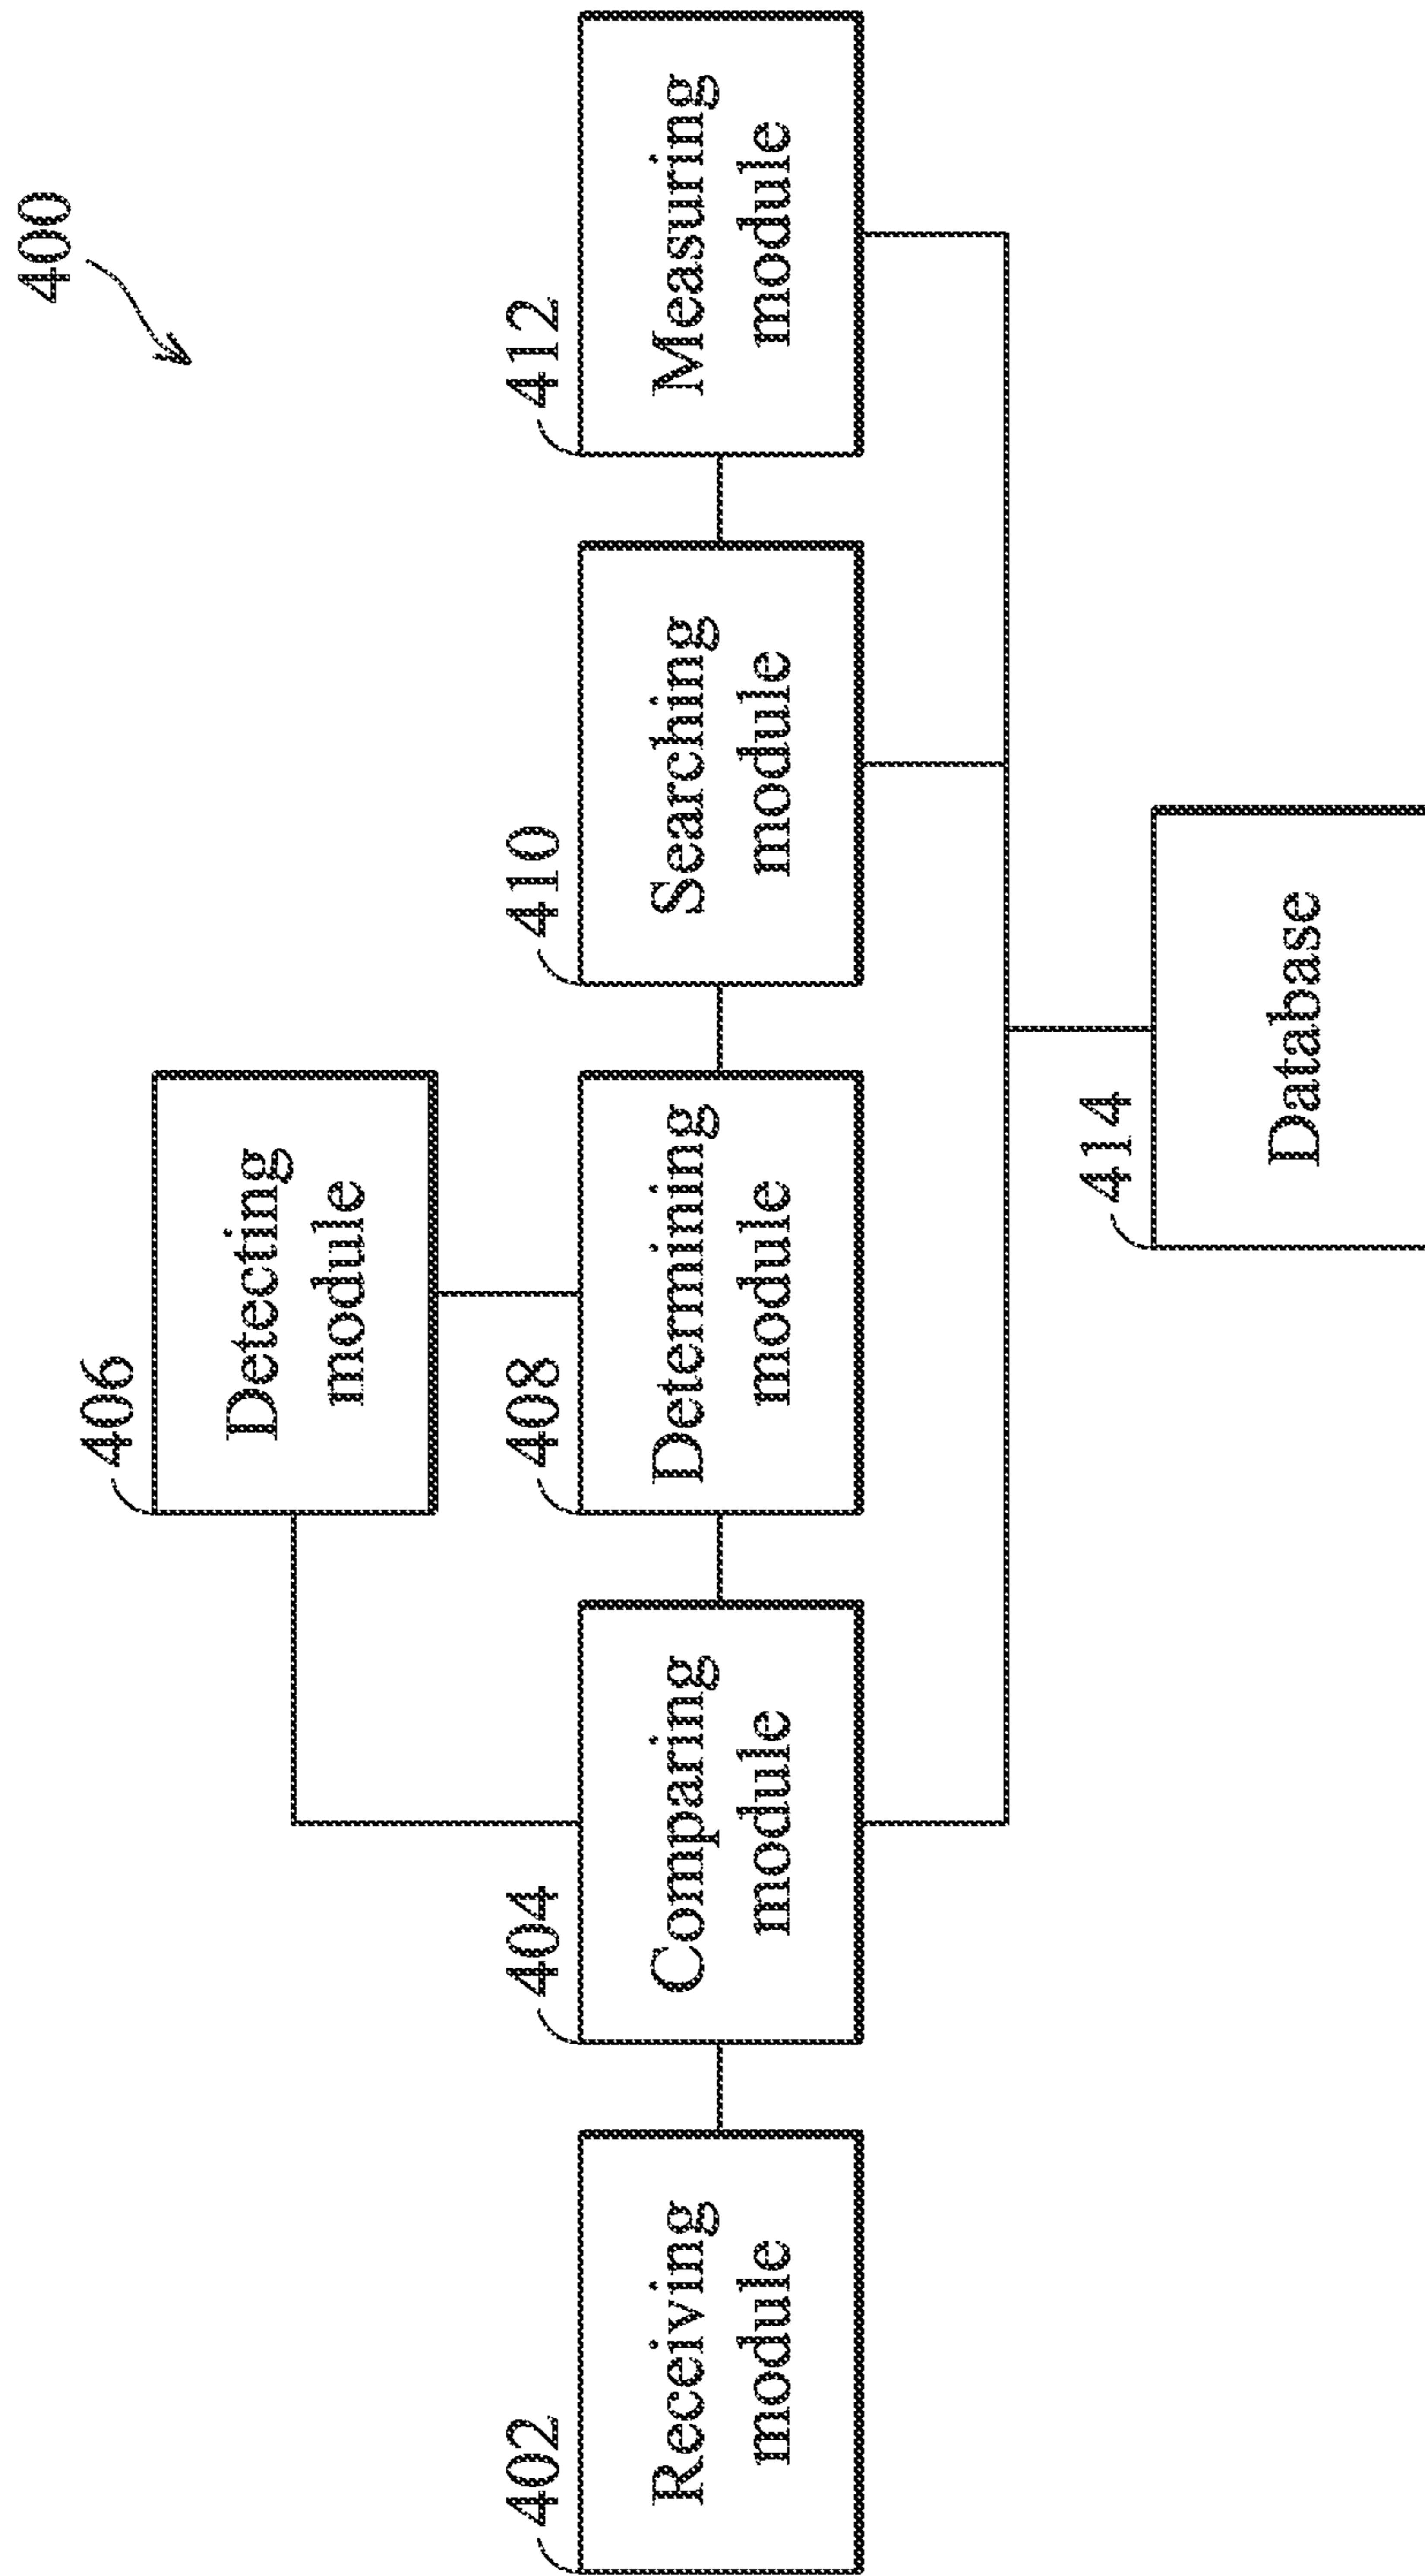 400
406
Detecting
module
402
Receiving
module
404
Comparing
module
408
Determining
module
410
Searching
module
412
Measuring
module
414
Database